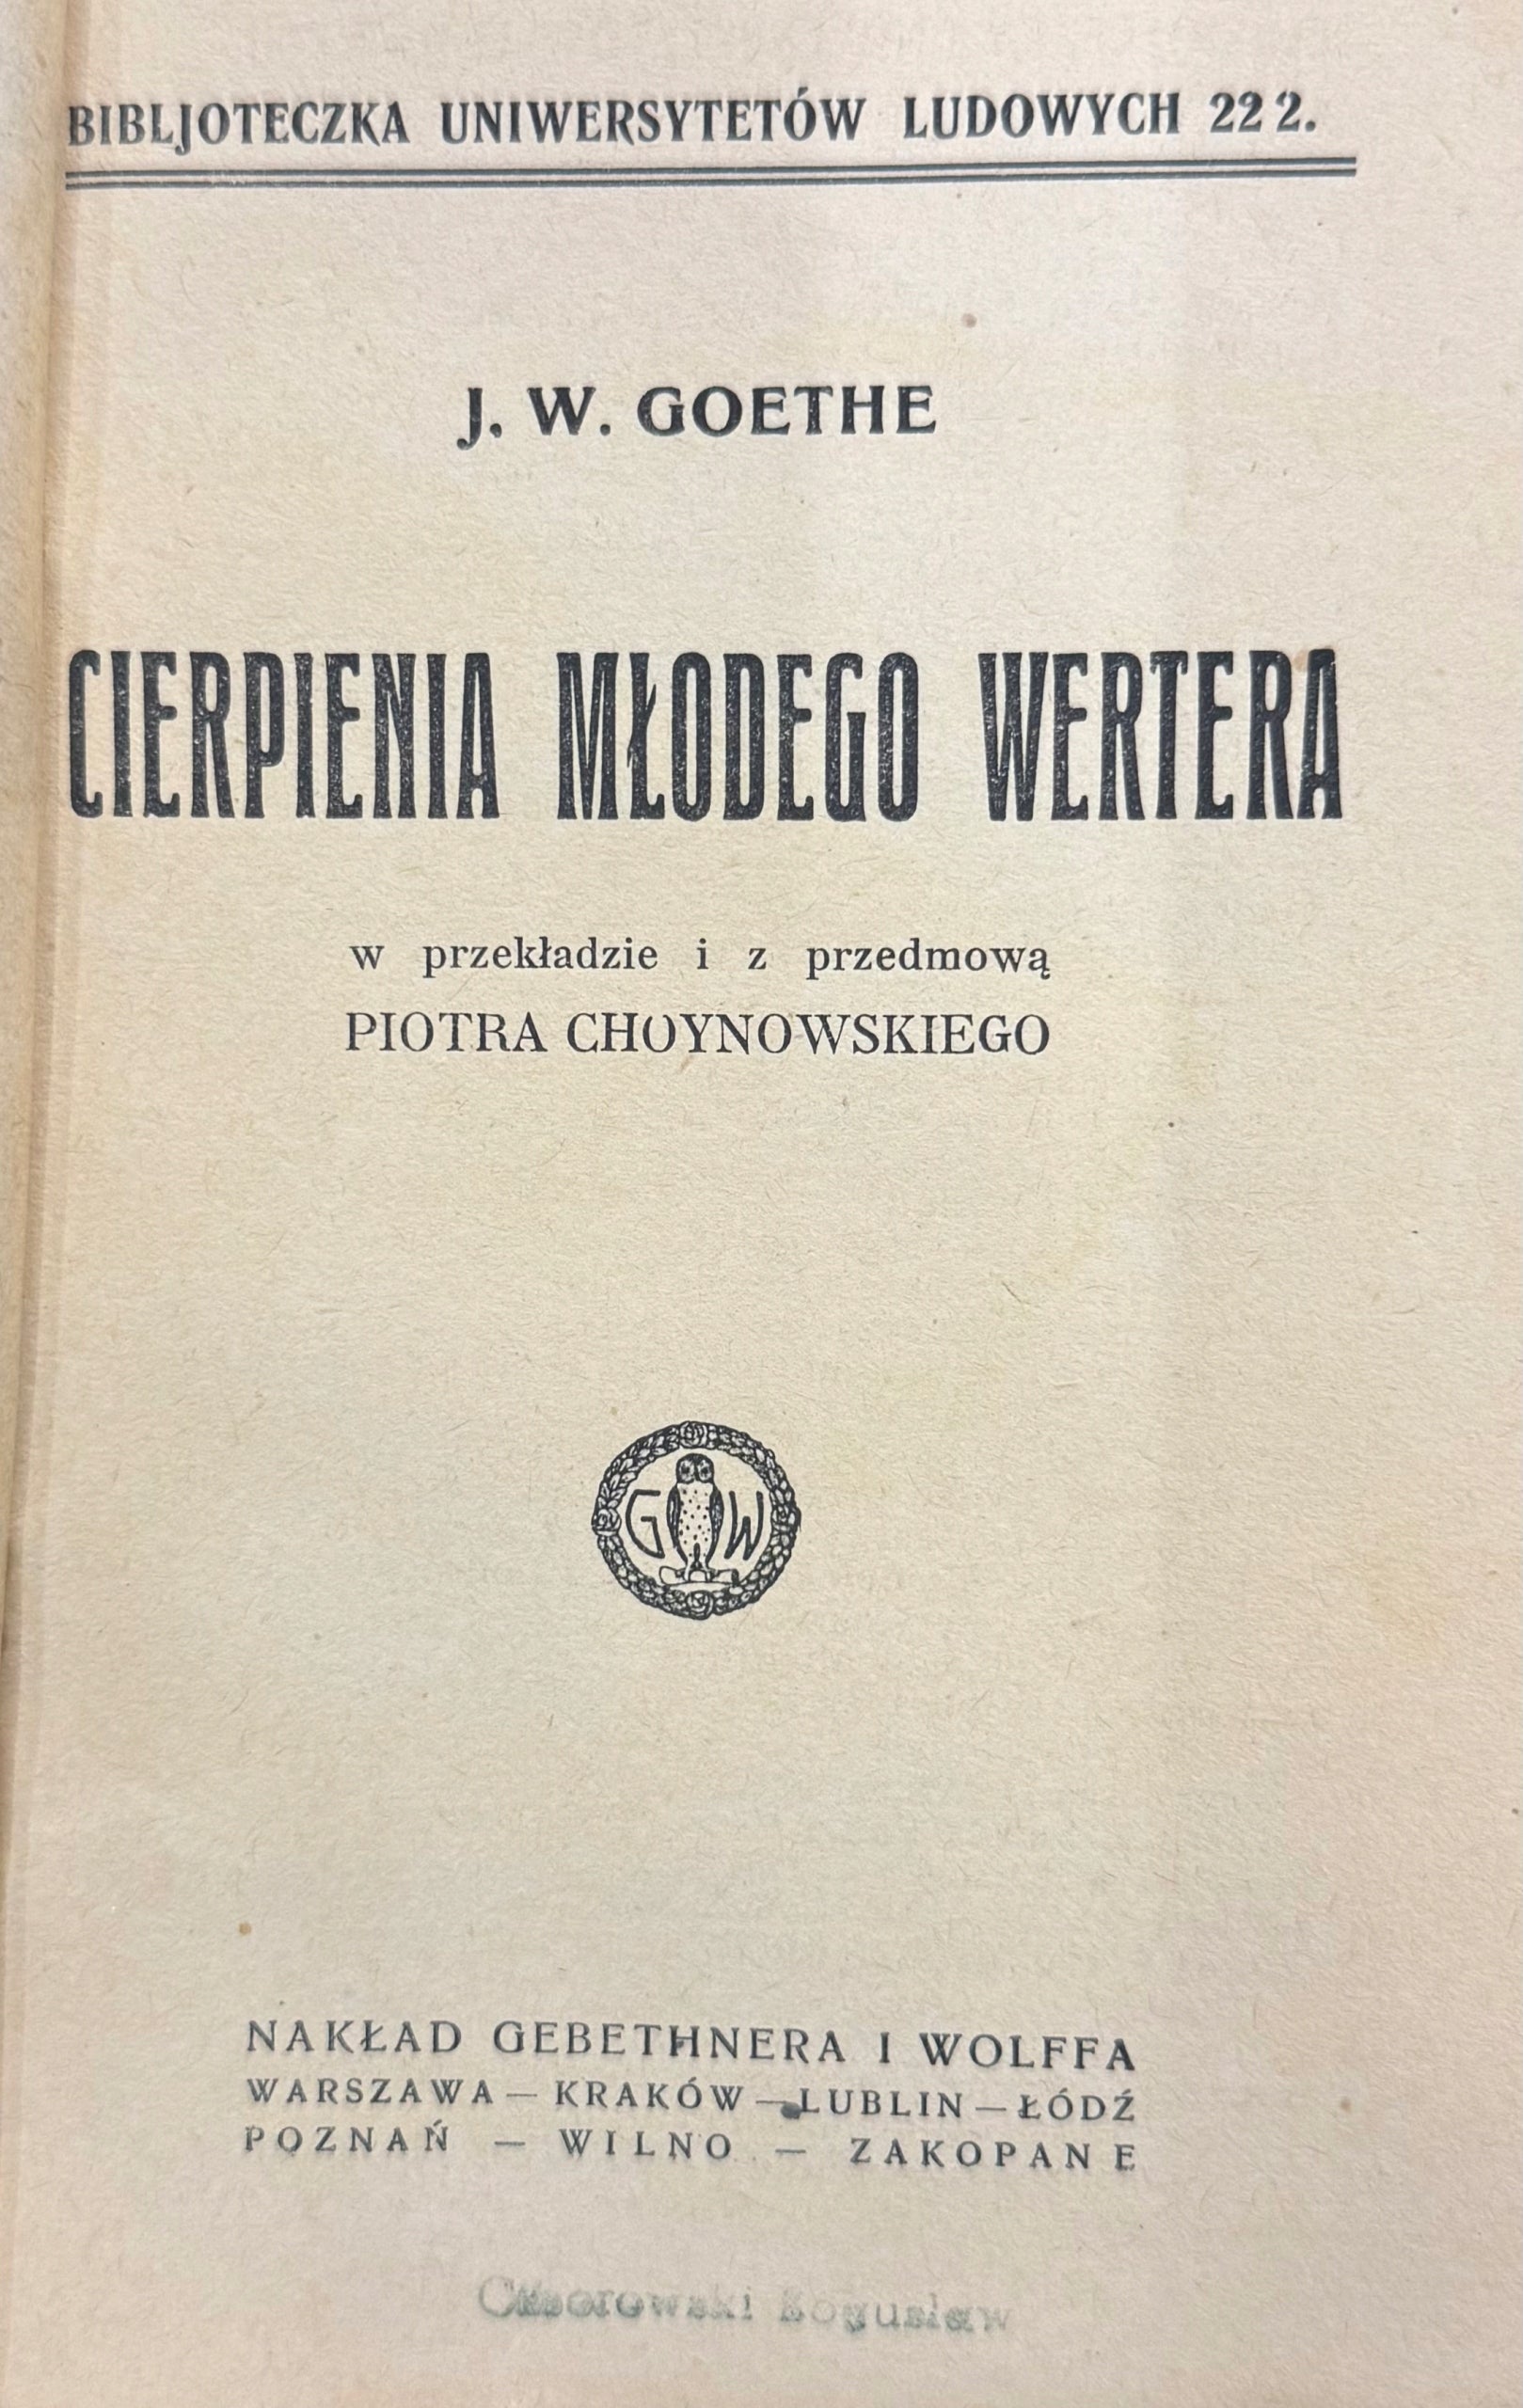 BIBLJOTECZKA UNIWERSYTETÓW LUDOWYCH 222.
J. W. GOETHE
CIERPIENIA MŁODEGO WERTERA
w przekładzie i z przedmową
PIOTRA CHOYNOWSKIEGO
G W
NAKŁAD GEBETHNERA I WOLFFA
WARSZAWA — KRAKÓW — LUBLIN — ŁÓDŹ
POZNAŃ — WILNO — ZAKOPANE
Bogusław